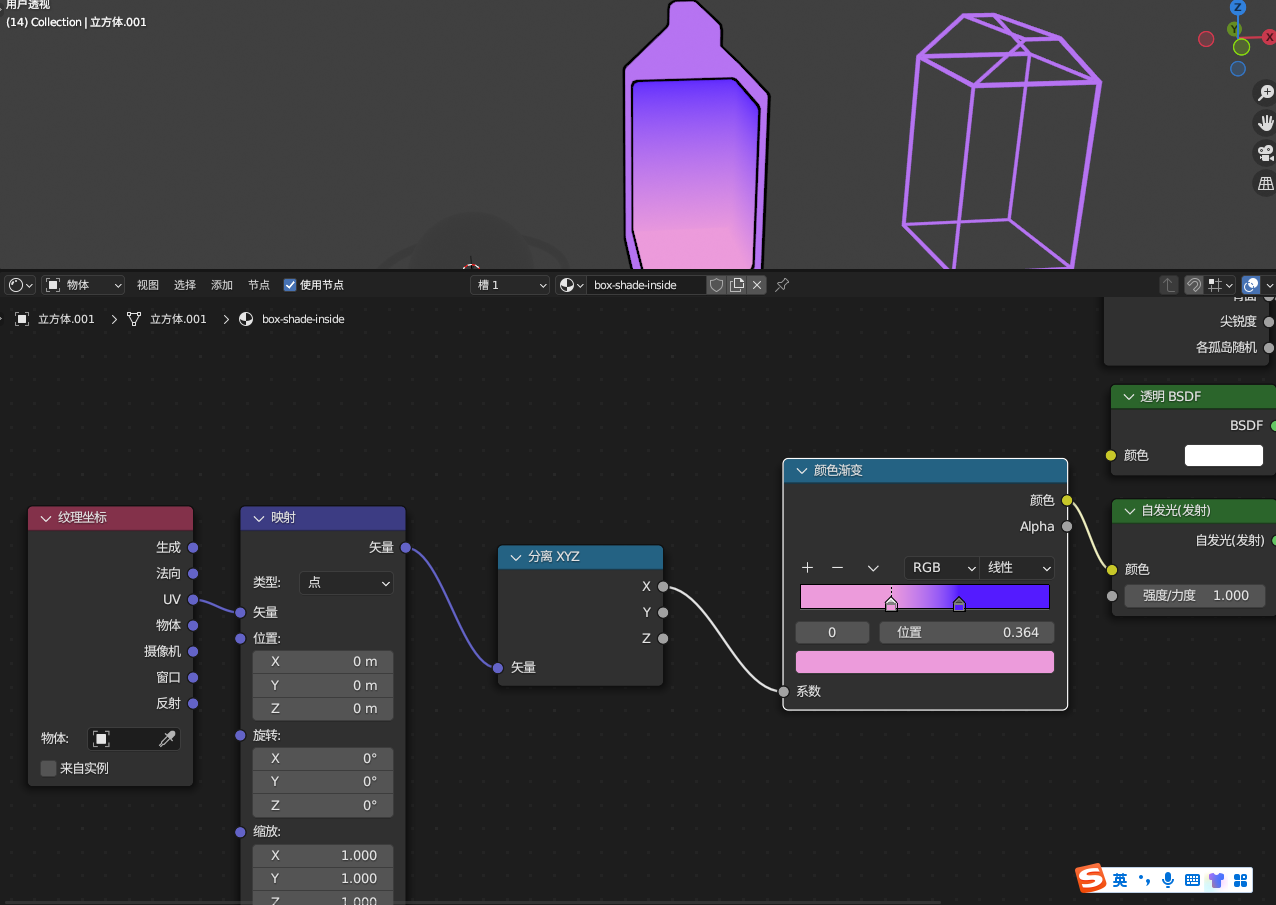 用户透视
(14) Collection | 立方体.001
Z
Y
X
物体
视图
选择
添加
节点
使用节点
槽 1
box-shade-inside
立方体.001
立方体.001
box-shade-inside
背面
尖锐度
各孤岛随机
透明 BSDF
BSDF
颜色
自发光(发射)
自发光(发射)
颜色
强度/力度 1.000
颜色渐变
颜色
Alpha
RGB
线性
0
位置 0.364
系数
分离 XYZ
X
Y
Z
矢量
映射
矢量
类型: 点
矢量
位置:
X 0 m
Y 0 m
Z 0 m
旋转:
X 0°
Y 0°
Z 0°
缩放:
X 1.000
Y 1.000
Z 1.000
纹理坐标
生成
法向
UV
物体
摄像机
窗口
反射
物体:
来自实例
S 英